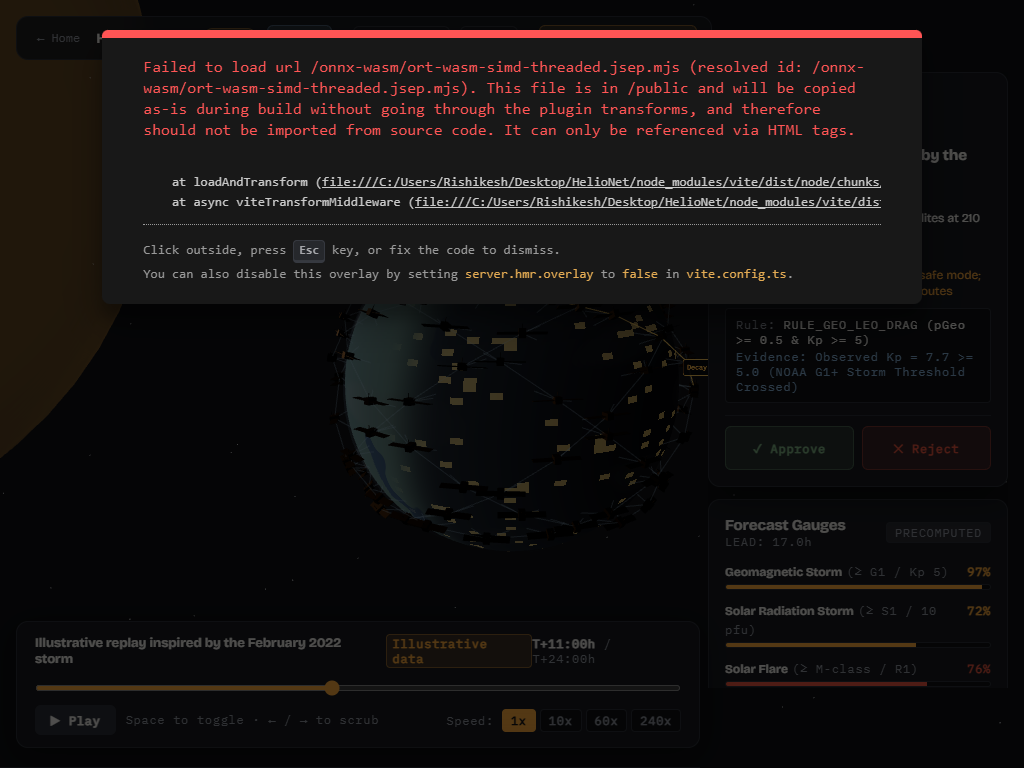 ← Home
Failed to load url /onnx-wasm/ort-wasm-simd-threaded.jsep.mjs (resolved id: /onnx-
wasm/ort-wasm-simd-threaded.jsep.mjs). This file is in /public and will be copied
as-is during build without going through the plugin transforms, and therefore
should not be imported from source code. It can only be referenced via HTML tags.
at loadAndTransform (file:///C:/Users/Rishikesh/Desktop/HelioNet/node_modules/vite/dist/node/chunks/
at async viteTransformMiddleware (file:///C:/Users/Rishikesh/Desktop/HelioNet/node_modules/vite/dis
Click outside, press Esc key, or fix the code to dismiss.
You can also disable this overlay by setting server.hmr.overlay to false in vite.config.ts.
by the
lites at 210
safe mode;
outes
Rule: RULE_GEO_LEO_DRAG (pGeo
>= 0.5 & Kp >= 5)
Evidence: Observed Kp = 7.7 >=
5.0 (NOAA G1+ Storm Threshold
Crossed)
Decay
✓ Approve
✕ Reject
Forecast Gauges
LEAD: 17.0h
PRECOMPUTED
Geomagnetic Storm (≥ G1 / Kp 5) 97%
Solar Radiation Storm (≥ S1 / 10 72%
pfu)
Solar Flare (≥ M-class / R1) 76%
Illustrative replay inspired by the February 2022
storm
Illustrative
data
T+11:00h /
T+24:00h
▶ Play
Space to toggle · ← / → to scrub
Speed: 1x 10x 60x 240x